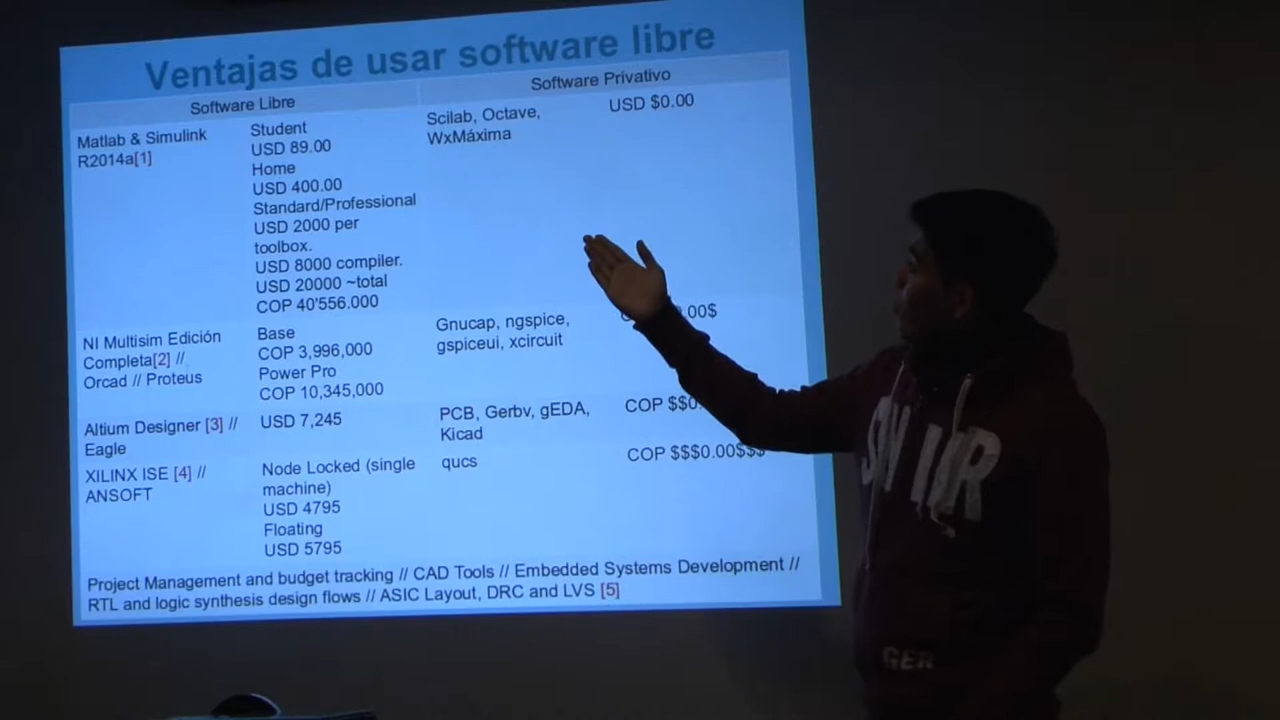 Ventajas de usar software libre
Software Libre
Software Privativo
Matlab & Simulink
R2014a[1]
Student
USD 89.00
Home
USD 400.00
Standard/Professional
USD 2000 per
toolbox.
USD 8000 compiler.
USD 20000 ~total
COP 40'556.000
Scilab, Octave,
WxMáxima
USD $0.00
NI Multisim Edición
Completa[2] //
Orcad // Proteus
Base
COP 3,996,000
Power Pro
COP 10,345,000
Gnucap, ngspice,
gspiceui, xcircuit
.00$
Altium Designer [3] //
Eagle
USD 7,245
PCB, Gerbv, gEDA,
Kicad
COP $$0.
XILINX ISE [4] //
ANSOFT
Node Locked (single
machine)
USD 4795
Floating
USD 5795
qucs
COP $$$0.00$$$
Project Management and budget tracking // CAD Tools // Embedded Systems Development //
RTL and logic synthesis design flows // ASIC Layout, DRC and LVS [5]
GER